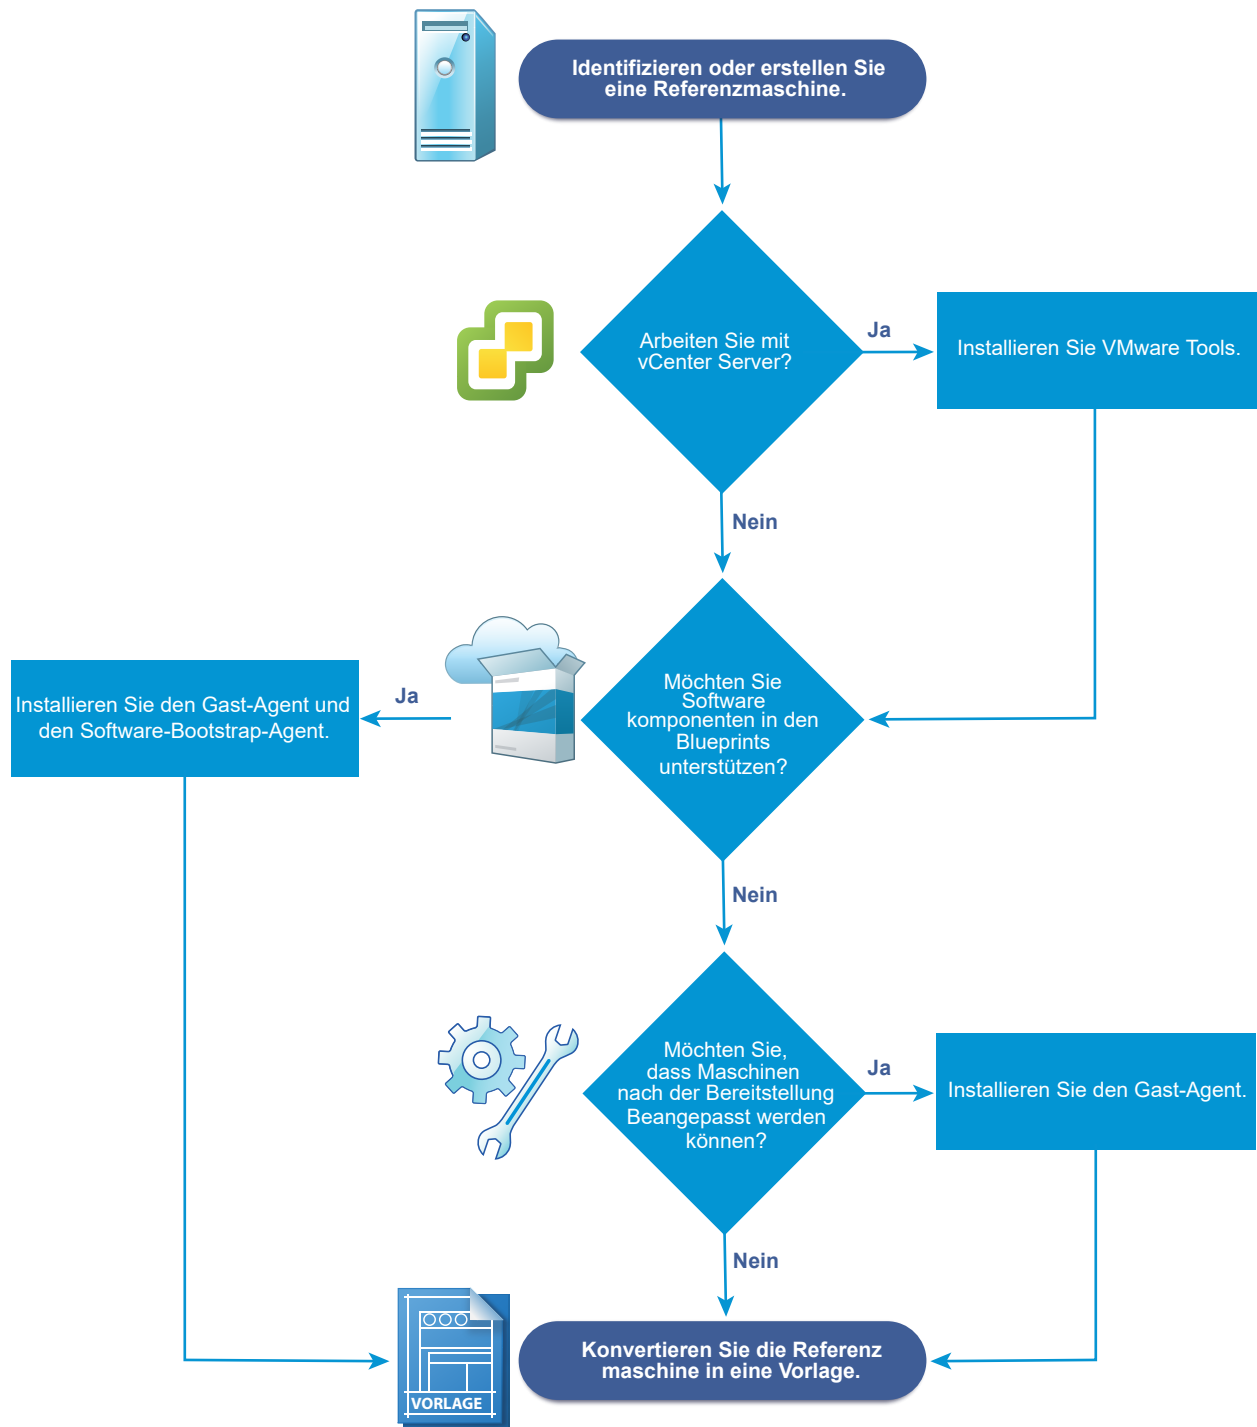 Identifizieren oder erstellen Sie
eine Referenzmaschine.
Arbeiten Sie mit
vCenter Server?
Ja
Installieren Sie VMware Tools.
Nein
Möchten Sie
Software
komponenten in den
Blueprints
unterstützen?
Ja
Installieren Sie den Gast-Agent und
den Software-Bootstrap-Agent.
Nein
Möchten Sie,
dass Maschinen
nach der Bereitstellung
Beangepasst werden
können?
Ja
Installieren Sie den Gast-Agent.
Nein
VORLAGE
Konvertieren Sie die Referenz
maschine in eine Vorlage.